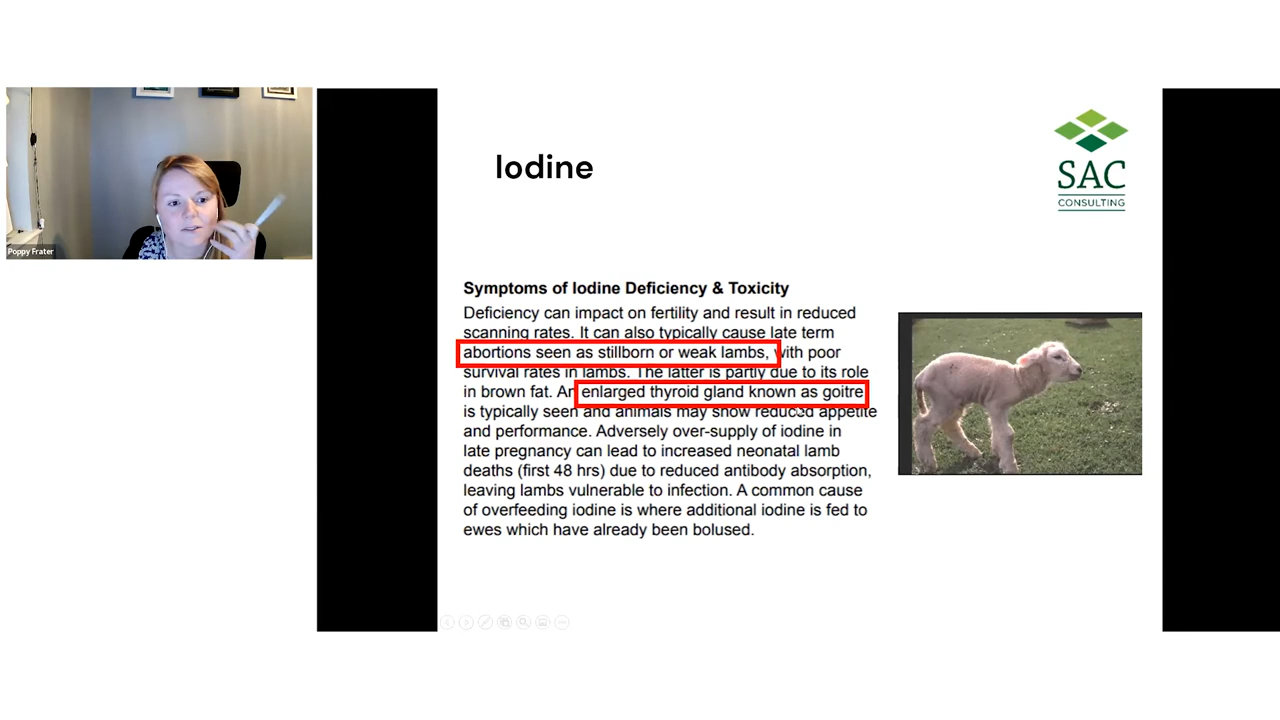 Iodine
SAC
CONSULTING
Poppy Frater
Symptoms of Iodine Deficiency & Toxicity
Deficiency can impact on fertility and result in reduced
scanning rates. It can also typically cause late term
abortions seen as stillborn or weak lambs, with poor
survival rates in lambs. The latter is partly due to its role
in brown fat. An enlarged thyroid gland known as goitre
is typically seen and animals may show reduced appetite
and performance. Adversely over-supply of iodine in
late pregnancy can lead to increased neonatal lamb
deaths (first 48 hrs) due to reduced antibody absorption,
leaving lambs vulnerable to infection. A common cause
of overfeeding iodine is where additional iodine is fed to
ewes which have already been bolused.